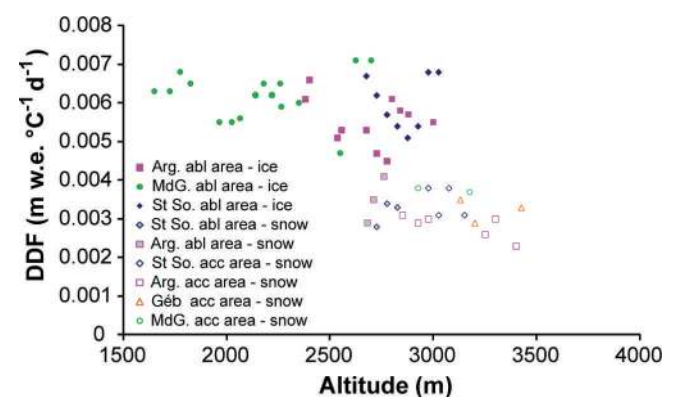 0.008
0.007
0.006
0.005
0.004
0.003
0.002
0.001
0
DDF (m w.e. °C⁻¹ d⁻¹)
Arg. abl area - ice
MdG. abl area - ice
St So. abl area - ice
St So. abl area - snow
Arg. abl area - snow
St So. acc area - snow
Arg. acc area - snow
Géb acc area - snow
MdG. acc area - snow
1500 2000 2500 3000 3500 4000
Altitude (m)